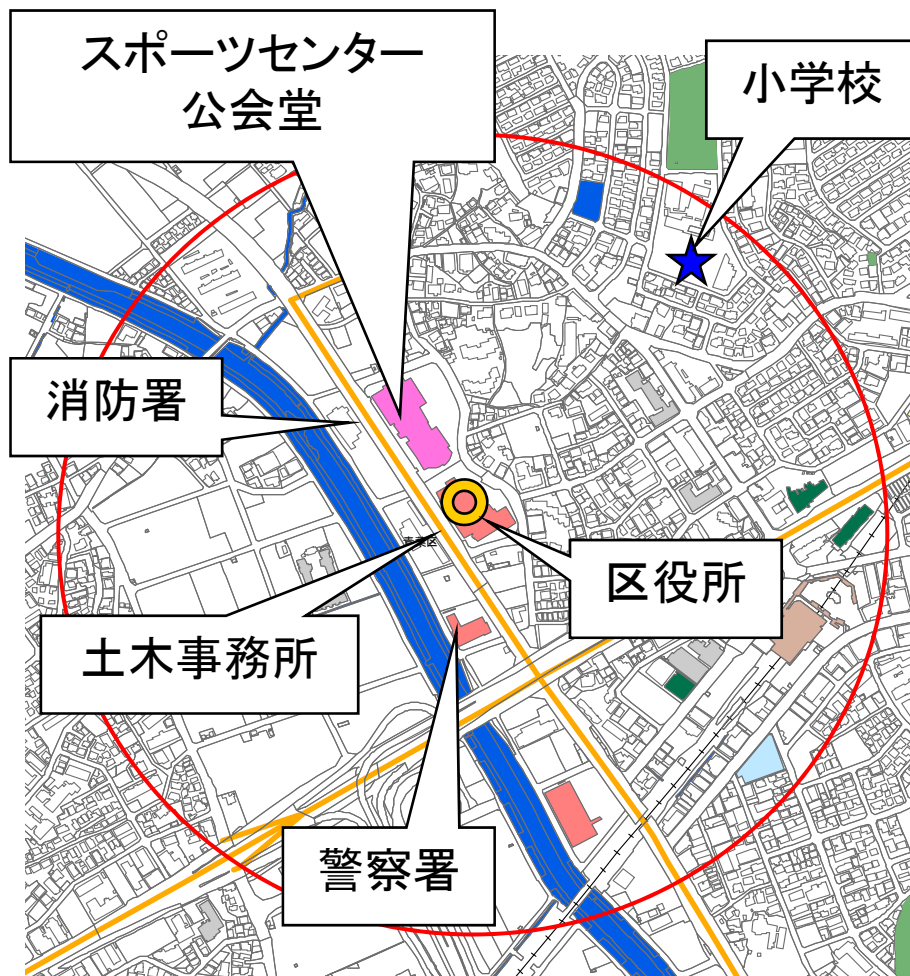 スポーツセンター
公会堂
小学校
消防署
区役所
土木事務所
警察署